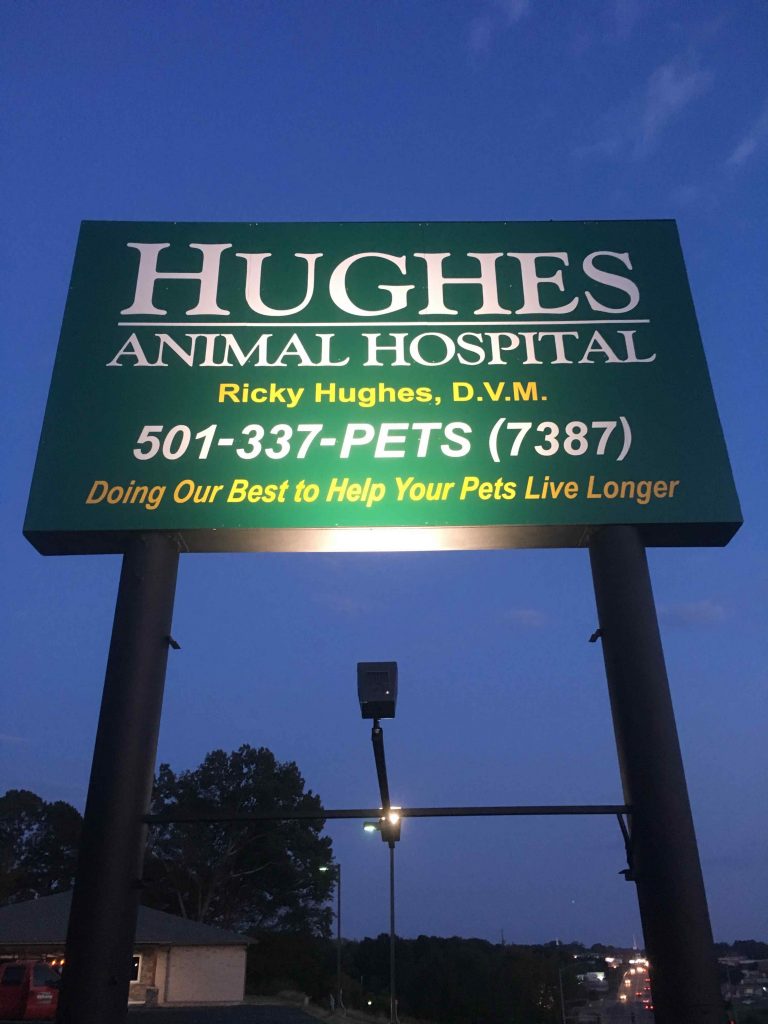 HUGHES
ANIMAL HOSPITAL
Ricky Hughes, D.V.M.
501-337-PETS (7387)
Doing Our Best to Help Your Pets Live Longer